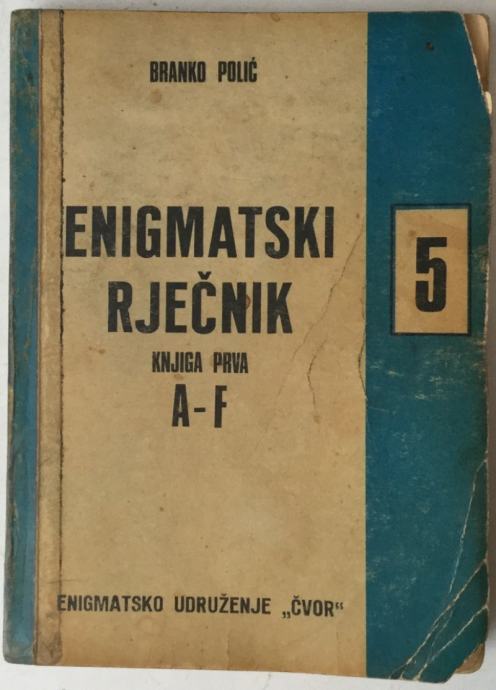 BRANKO POLIĆ
ENIGMATSKI
RJEČNIK
KNJIGA PRVA
A-F
5
ENIGMATSKO UDRUŽENJE „ČVOR“